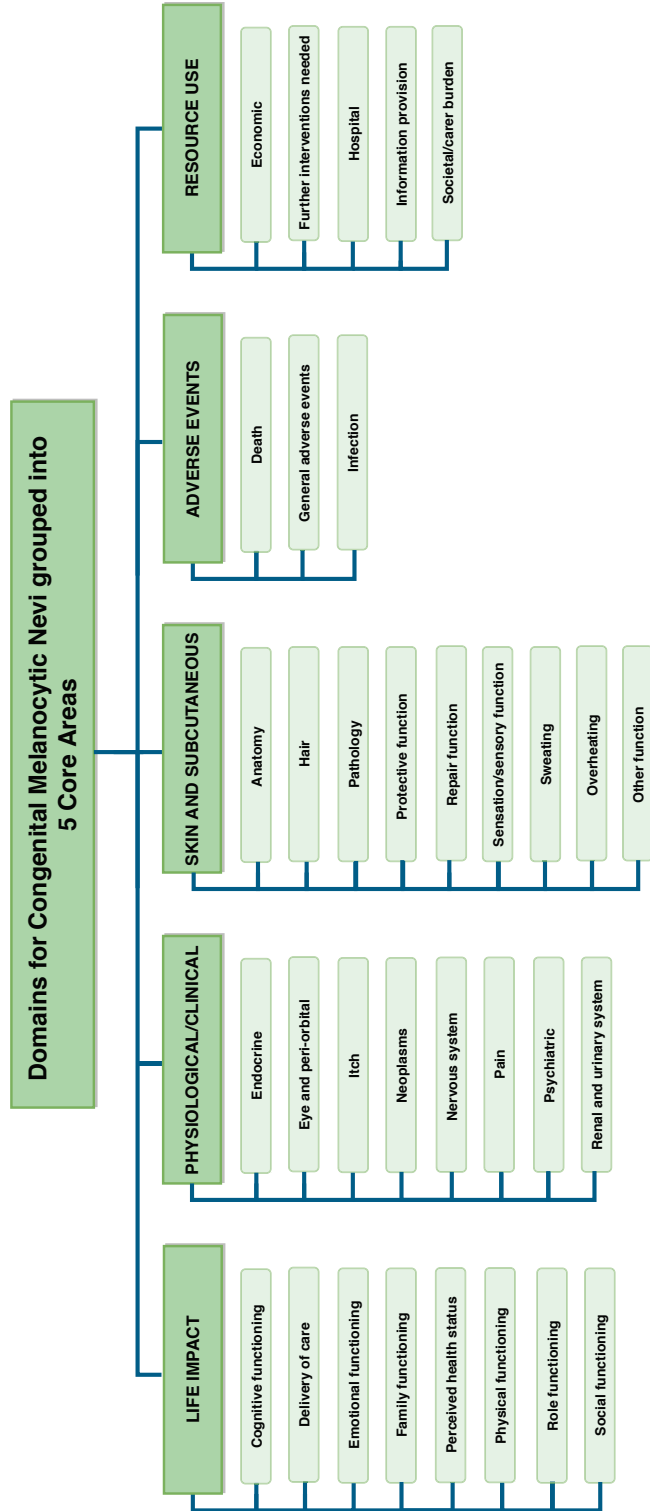 Domains for Congenital Melanocytic Nevi grouped into
5 Core Areas
LIFE IMPACT
Cognitive functioning
Delivery of care
Emotional functioning
Family functioning
Perceived health status
Physical functioning
Role functioning
Social functioning
PHYSIOLOGICAL/CLINICAL
Endocrine
Eye and peri-orbital
Itch
Neoplasms
Nervous system
Pain
Psychiatric
Renal and urinary system
SKIN AND SUBCUTANEOUS
Anatomy
Hair
Pathology
Protective function
Repair function
Sensation/sensory function
Sweating
Overheating
Other function
ADVERSE EVENTS
Death
General adverse events
Infection
RESOURCE USE
Economic
Further interventions needed
Hospital
Information provision
Societal/carer burden